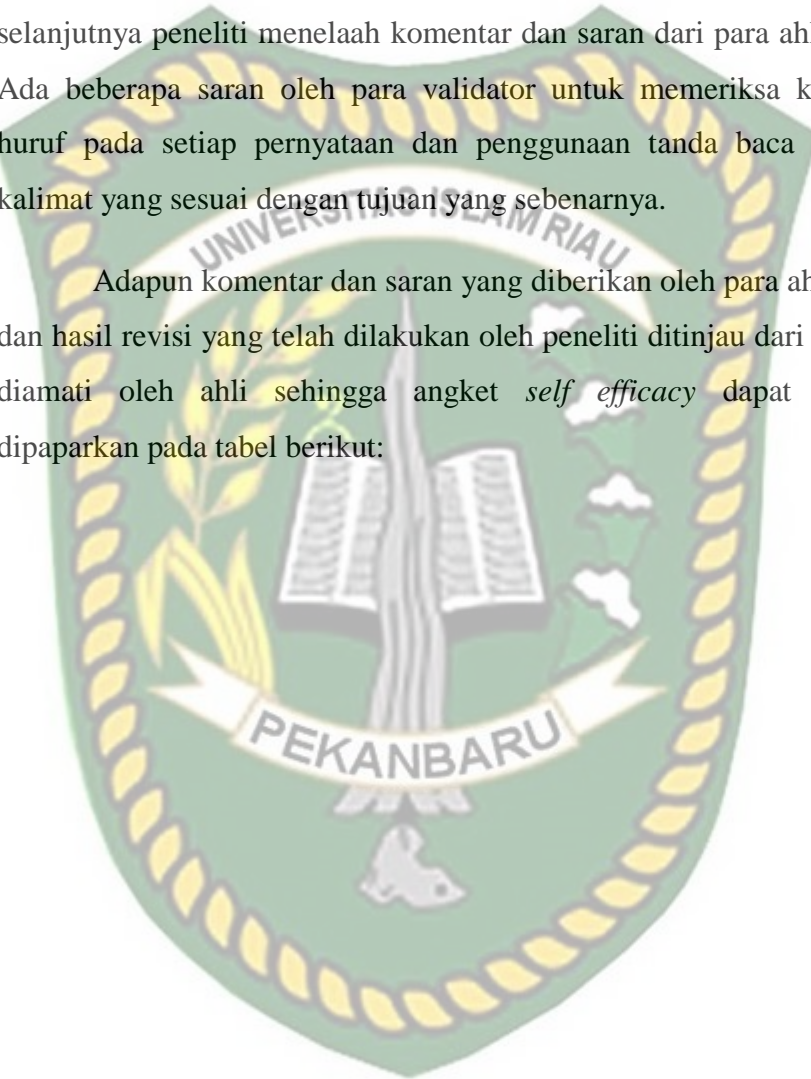 selanjutnya peneliti menelaah komentar dan saran dari para
Ada beberapa saran oleh para validator untuk memeriksa
huruf pada setiap pernyataan dan penggunaan tanda baca
kalimat yang sesuai dengan tujuan yang sebenarnya.
UNIVERSITAS ISLAM RIAU
Adapun komentar dan saran yang diberikan oleh para
dan hasil revisi yang telah dilakukan oleh peneliti ditinjau dari
diamati oleh ahli sehingga angket self efficacy dapat
dipaparkan pada tabel berikut:
PEKANBARU